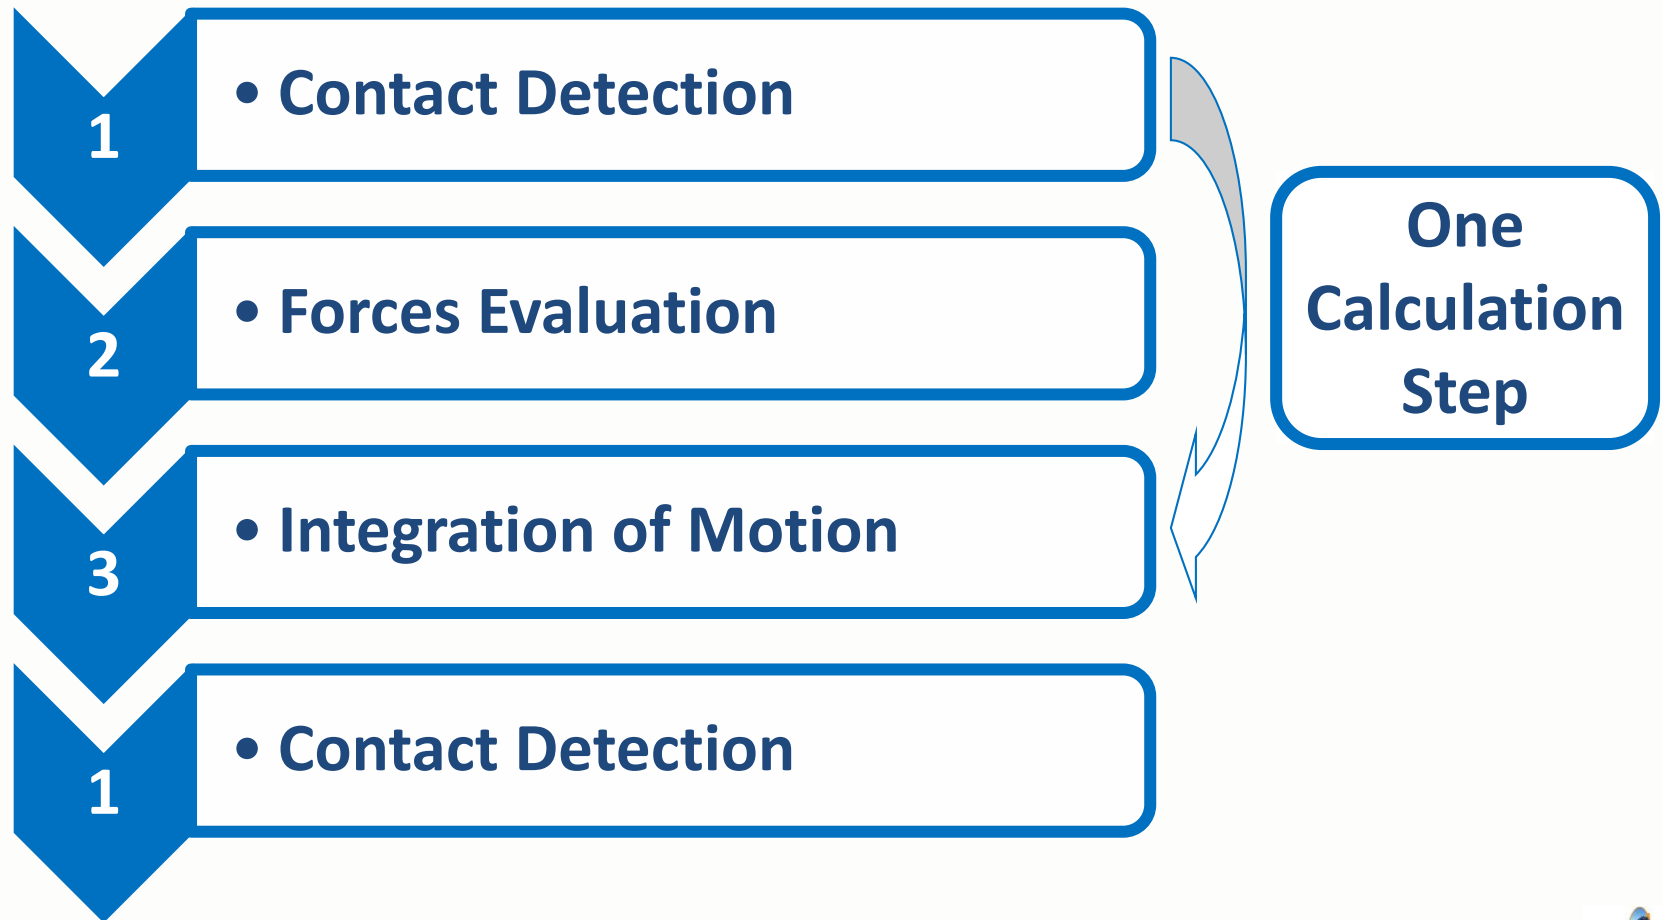 1
• Contact Detection
2
• Forces Evaluation
3
• Integration of Motion
1
• Contact Detection
One
Calculation
Step